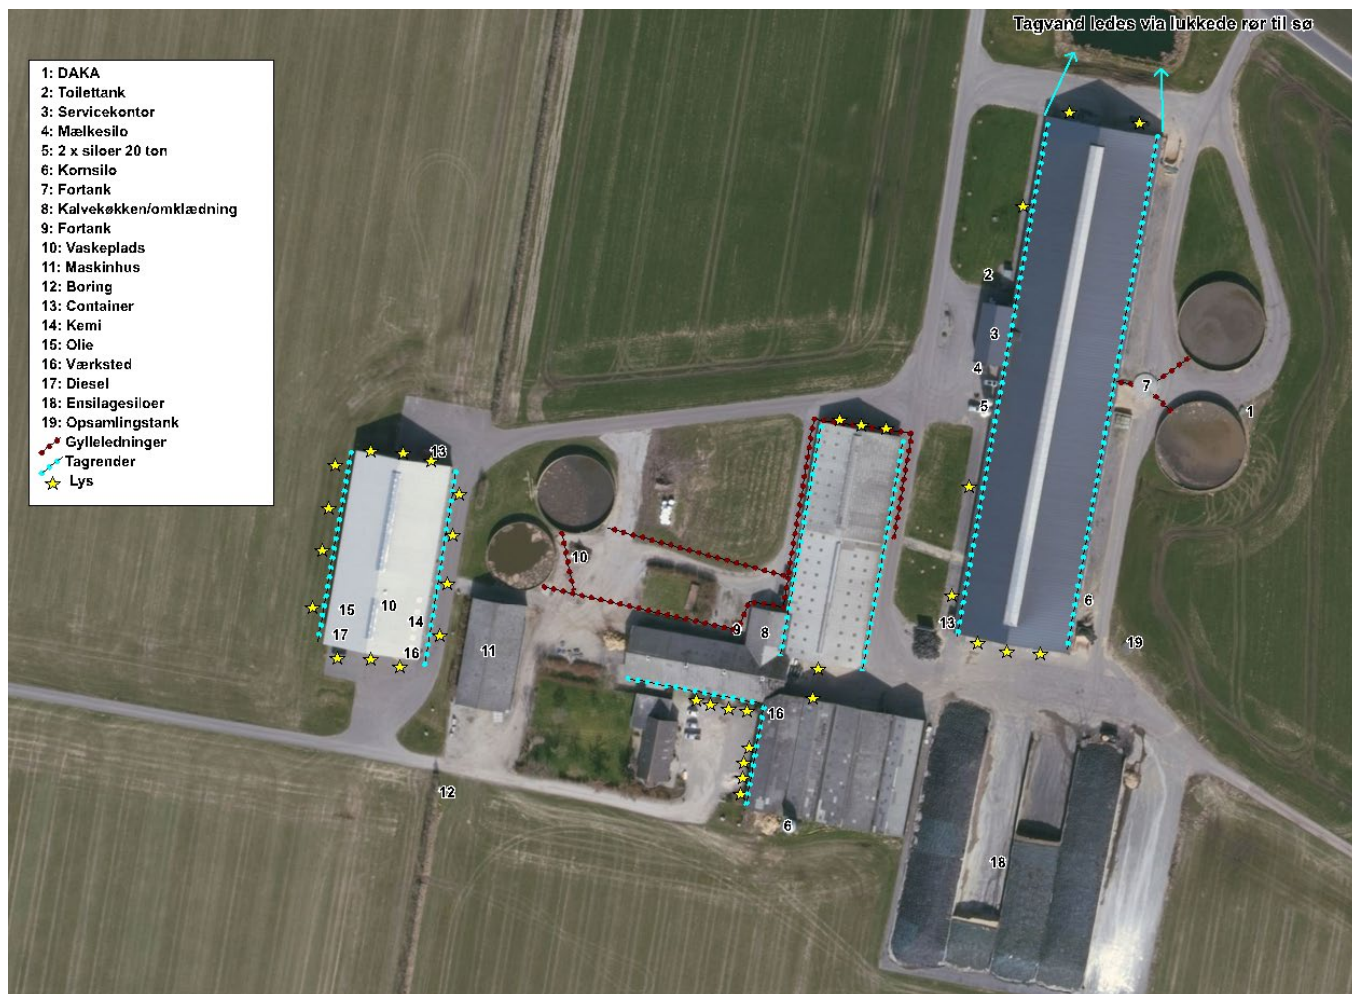 Tagvand ledes via lukkede rør til sø
1: DAKA
2: Toilettank
3: Servicekontor
4: Mælkesilo
5: 2 x siloer 20 ton
6: Kornsilo
7: Fortank
8: Kalvekøkken/omklædning
9: Fortank
10: Vaskeplads
11: Maskinhus
12: Boring
13: Container
14: Kemi
15: Olie
16: Værksted
17: Diesel
18: Ensilagesiloer
19: Opsamlingstank
Gylleledninger
Tagrender
Lys
2
3
4
7
5
1
13
10
15
10
6
14
13
17
9
8
19
16
11
16
12
6
18